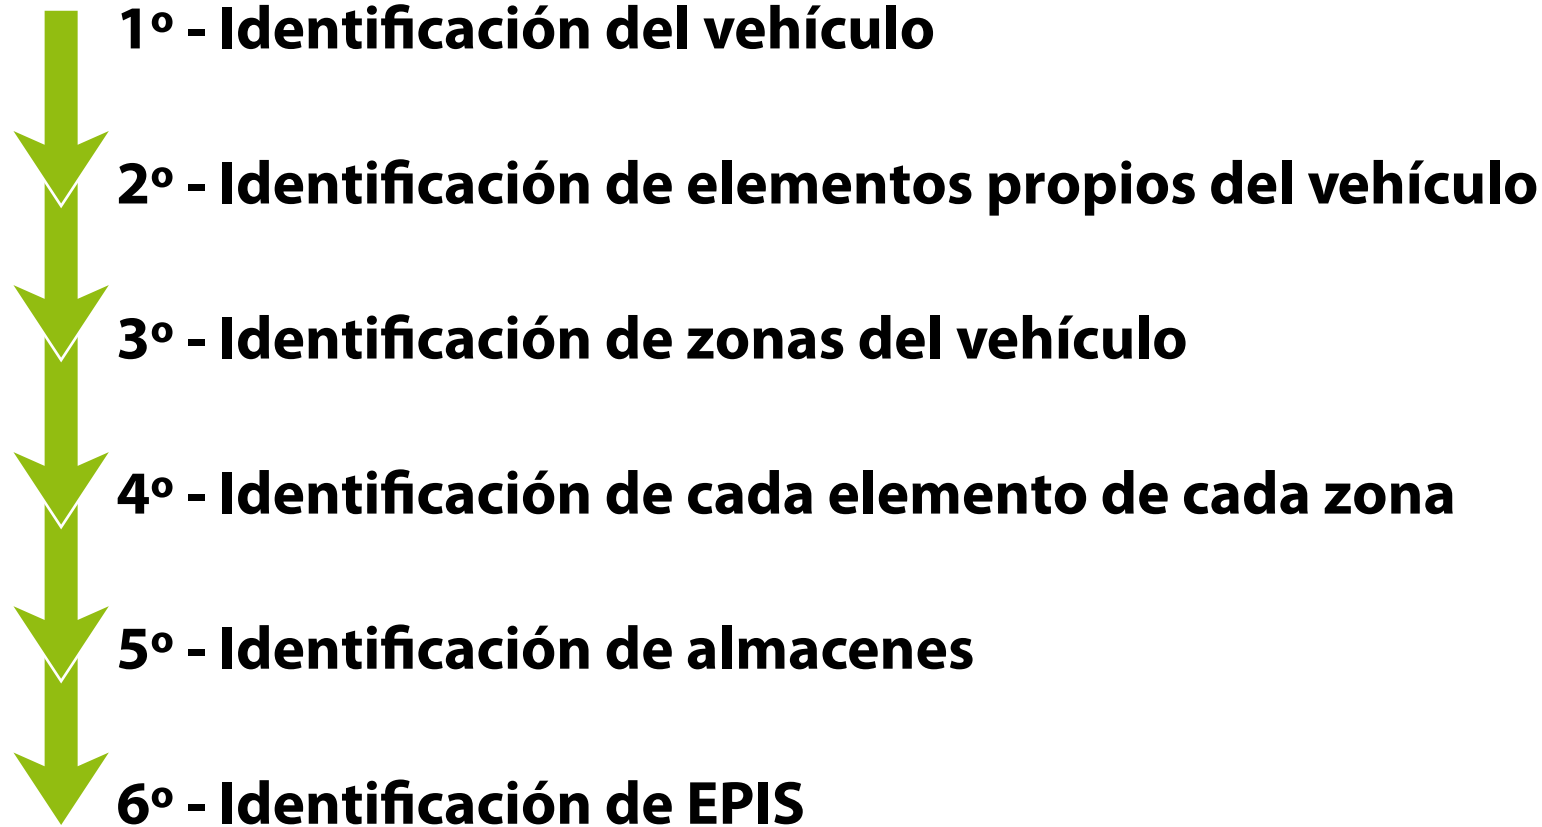 1º - Identificación del vehículo
2º - Identificación de elementos propios del vehículo
3º - Identificación de zonas del vehículo
4º - Identificación de cada elemento de cada zona
5º - Identificación de almacenes
6º - Identificación de EPIS